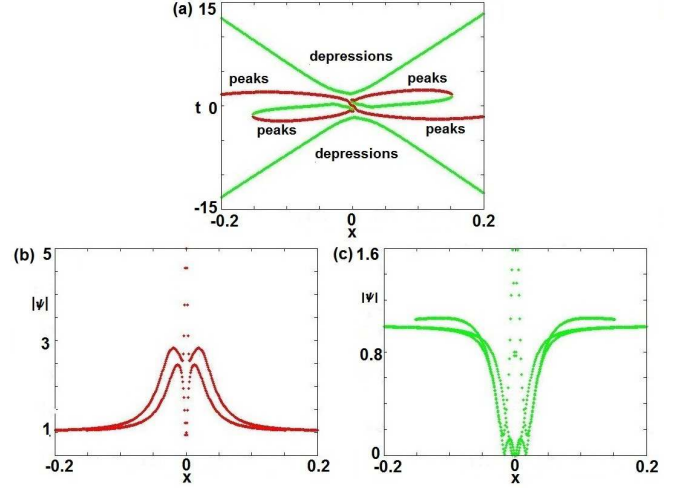 (a)
15
depressions
peaks
peaks
t 0
peaks
peaks
depressions
-15
-0.2
0
0.2
x
(b)
5
|ψ|
3
1
-0.2
0
0.2
x
(c)
1.6
|ψ|
0.8
0
-0.2
0
0.2
x